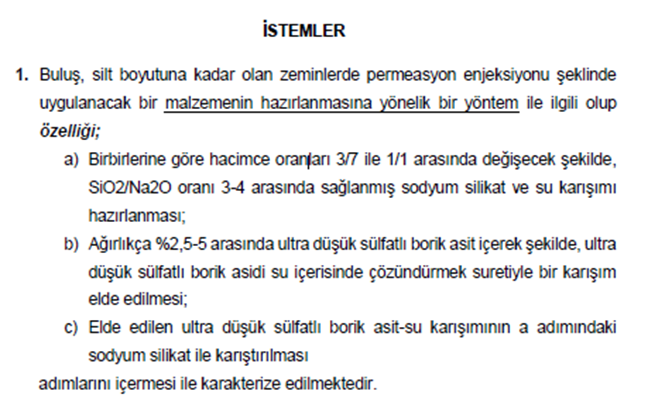 İSTEMLER
1. Buluş, silt boyutuna kadar olan zeminlerde permeasyon enjeksiyonu şeklinde
uygulanacak bir malzemenin hazırlanmasına yönelik bir yöntem ile ilgili olup
özelliği;
a) Birbirlerine göre hacimce oranları 3/7 ile 1/1 arasında değişecek şekilde,
SiO2/Na2O oranı 3-4 arasında sağlanmış sodyum silikat ve su karışımı
hazırlanması;
b) Ağırlıkça %2,5-5 arasında ultra düşük sülfatlı borik asit içerek şekilde, ultra
düşük sülfatlı borik asidi su içerisinde çözündürmek suretiyle bir karışım
elde edilmesi;
c) Elde edilen ultra düşük sülfatlı borik asit-su karışımının a adımındaki
sodyum silikat ile karıştırılması
adımlarını içermesi ile karakterize edilmektedir.